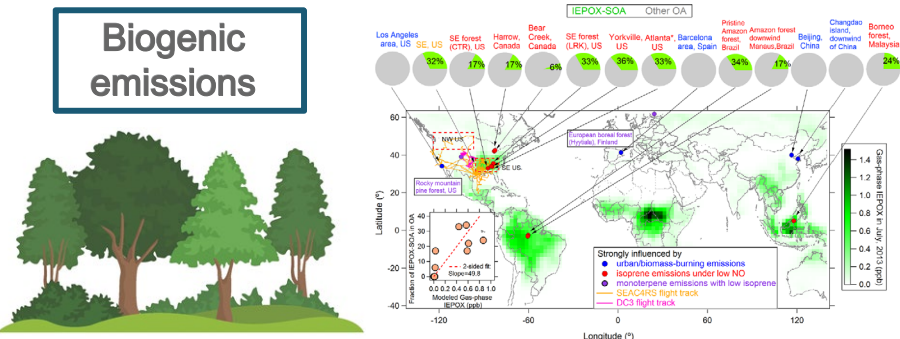 Biogenic
emissions
IEPOX-SOA Other OA
Los Angeles
area, US
SE, US
SE forest
(CTR), US
Harrow,
Canada
Bear
Creek,
Canada
SE forest
(LRK), US
Yorkville,
US
Atlanta*,
US
Barcelona
area, Spain
Pristine
Amazon
forest,
Brazil
Amazon forest
downwind
Manaus,Brazil
Beijing,
China
Changdao
island,
downwind
of China
Borneo
forest,
Malaysia
32%
17%
17%
6%
33%
36%
33%
34%
17%
24%
60
40
20
0
-20
-40
Latitude (º)
NW US
SE US
Rocky mountain
pine forest, US
European boreal forest
(Hyytiala), Finland
Fraction of IEPOX-SOA in OA
40
30
20
10
0
2-sided fit:
Slope=49.8
0.0 0.2 0.4 0.6 0.8
Modeled Gas-phase
IEPOX (ppb)
Strongly influenced by
urban/biomass-burning emissions
isoprene emissions under low NO
monoterpene emissions with low isoprene
SEAC4RS flight track
DC3 flight track
-120 -60 0 60 120
Longitude (º)
1.4
1.2
1.0
0.8
0.6
0.4
0.2
0.0
Gas-phase IEPOX in July, 2013 (ppb)